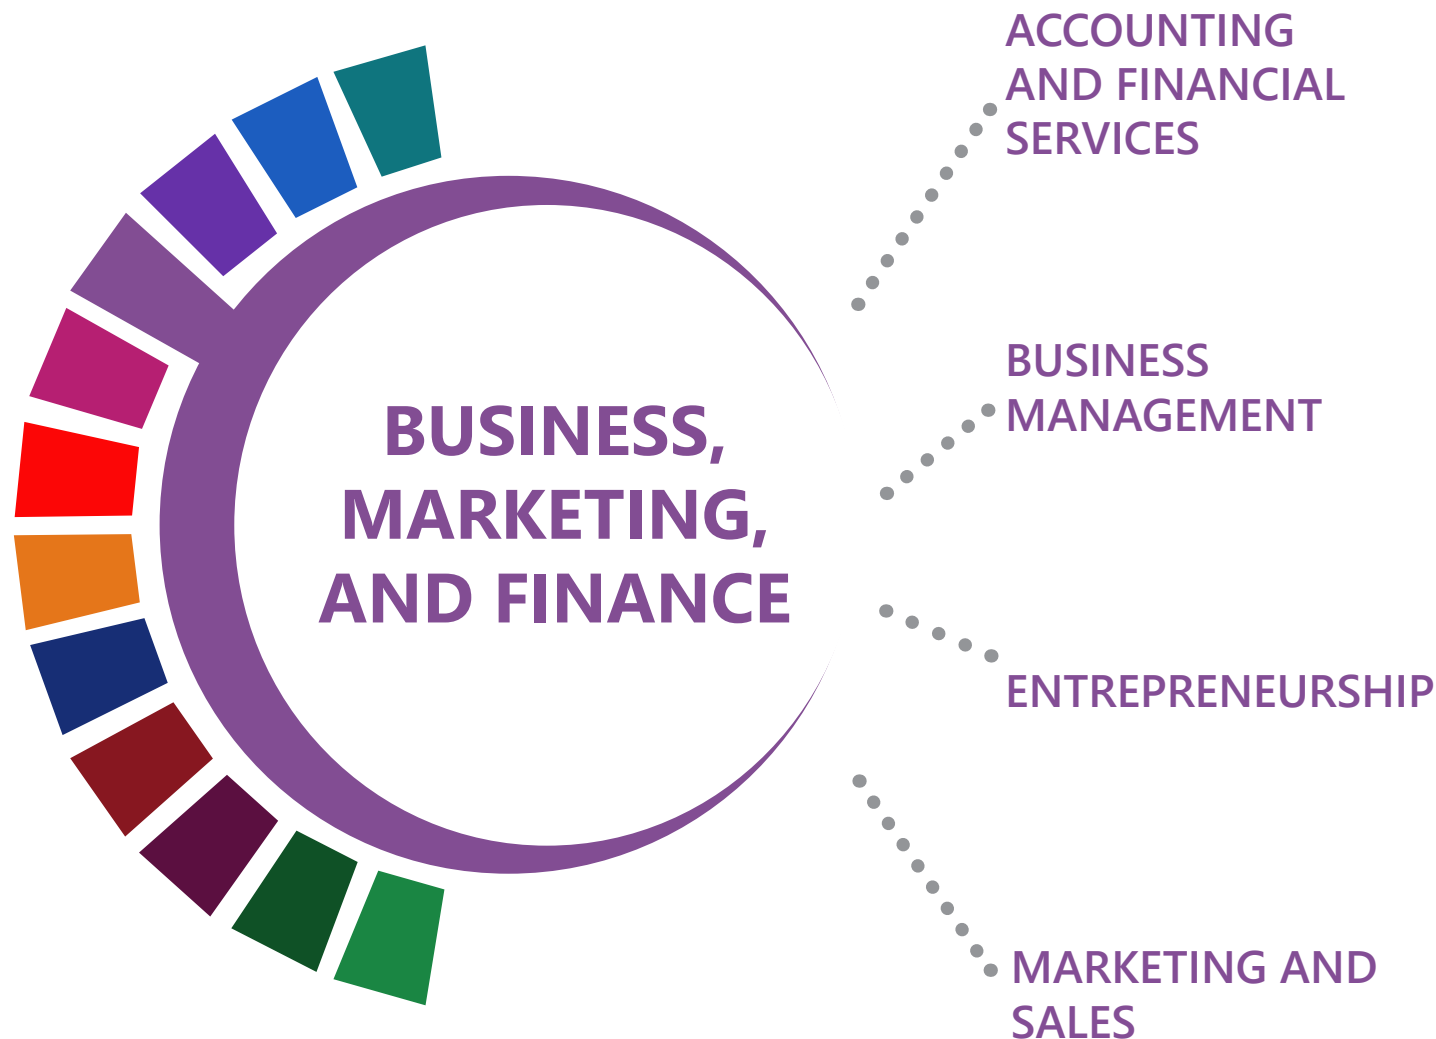 BUSINESS,
MARKETING,
AND FINANCE
ACCOUNTING
AND FINANCIAL
SERVICES
BUSINESS
MANAGEMENT
ENTREPRENEURSHIP
MARKETING AND
SALES